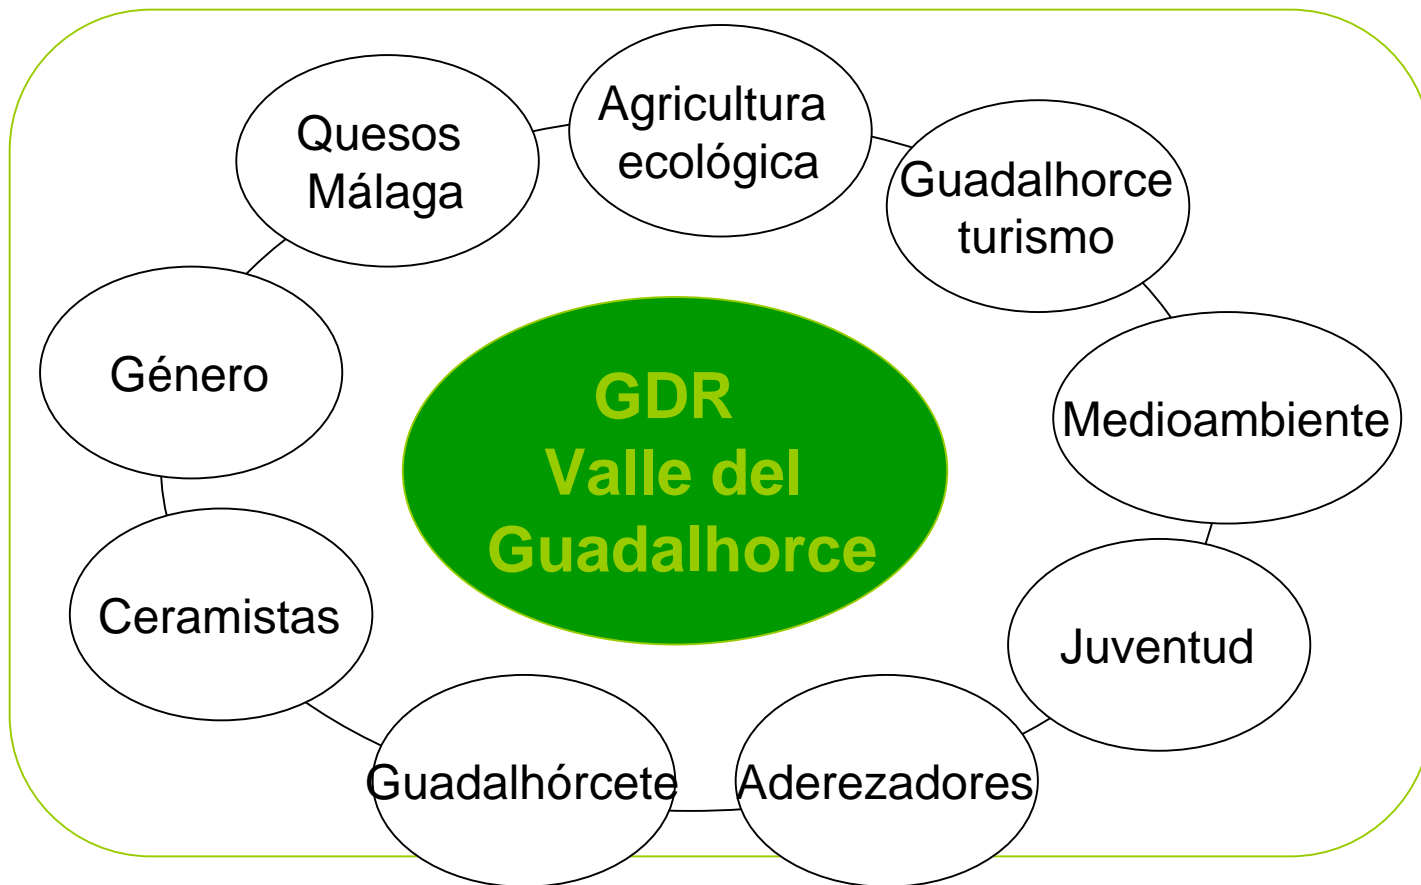 Agricultura
ecológica
Quesos
Málaga
Guadalhorce
turismo
Género
GDR
Valle del
Guadalhorce
Medioambiente
Ceramistas
Juventud
Guadalhórcete
Aderezadores